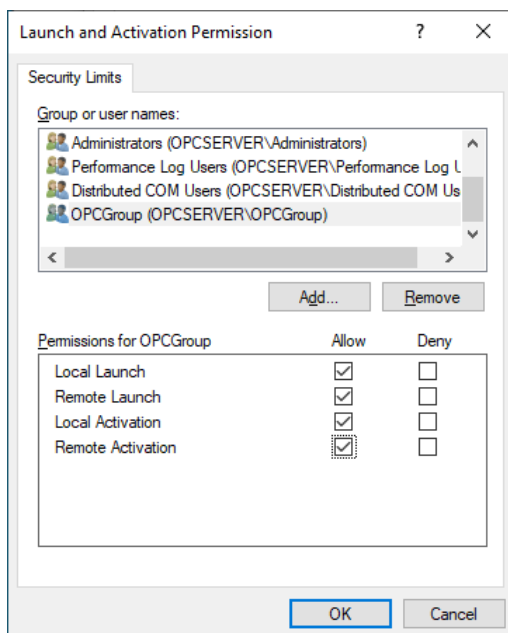 Launch and Activation Permission ? X
Security Limits
Group or user names:
Administrators (OPCSERVER\Administrators)
Performance Log Users (OPCSERVER\Performance Log U
Distributed COM Users (OPCSERVER\Distributed COM Us
OPCGroup (OPCSERVER\OPCGroup)
Add...
Remove
Permissions for OPCGroup Allow Deny
Local Launch
Remote Launch
Local Activation
Remote Activation
OK
Cancel